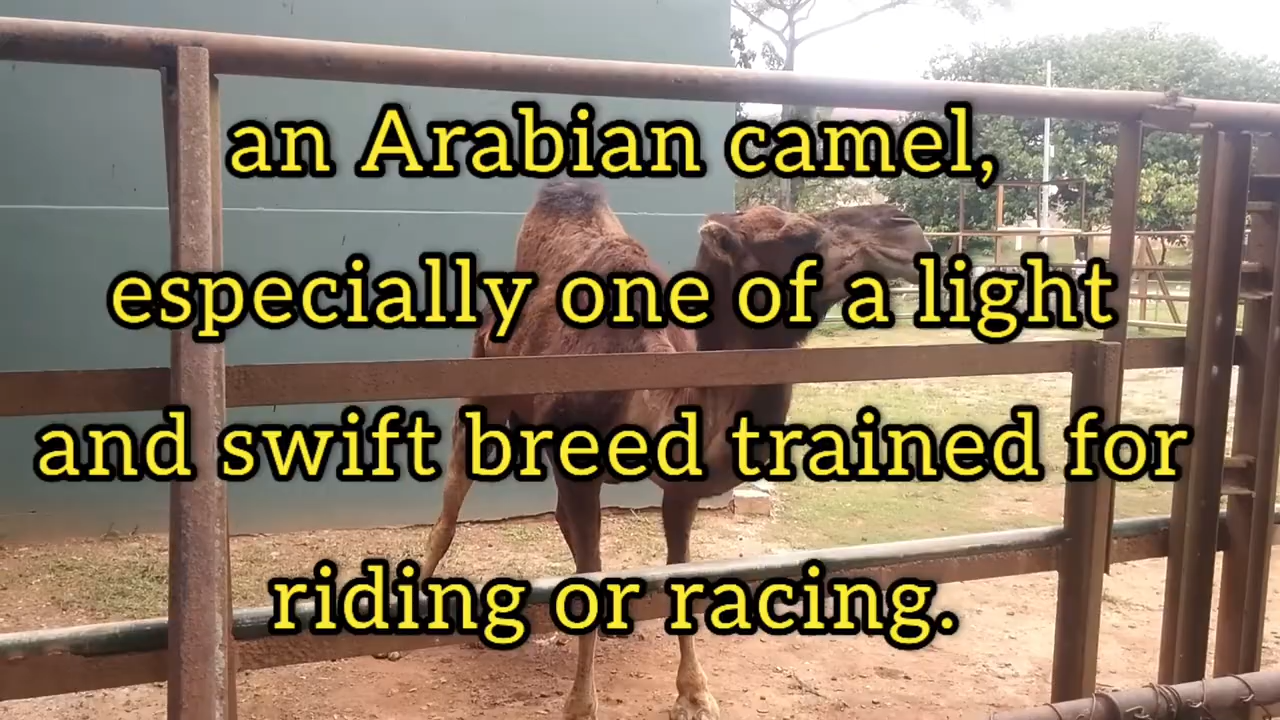 an Arabian camel,
especially one of a light
and swift breed trained for
riding or racing.